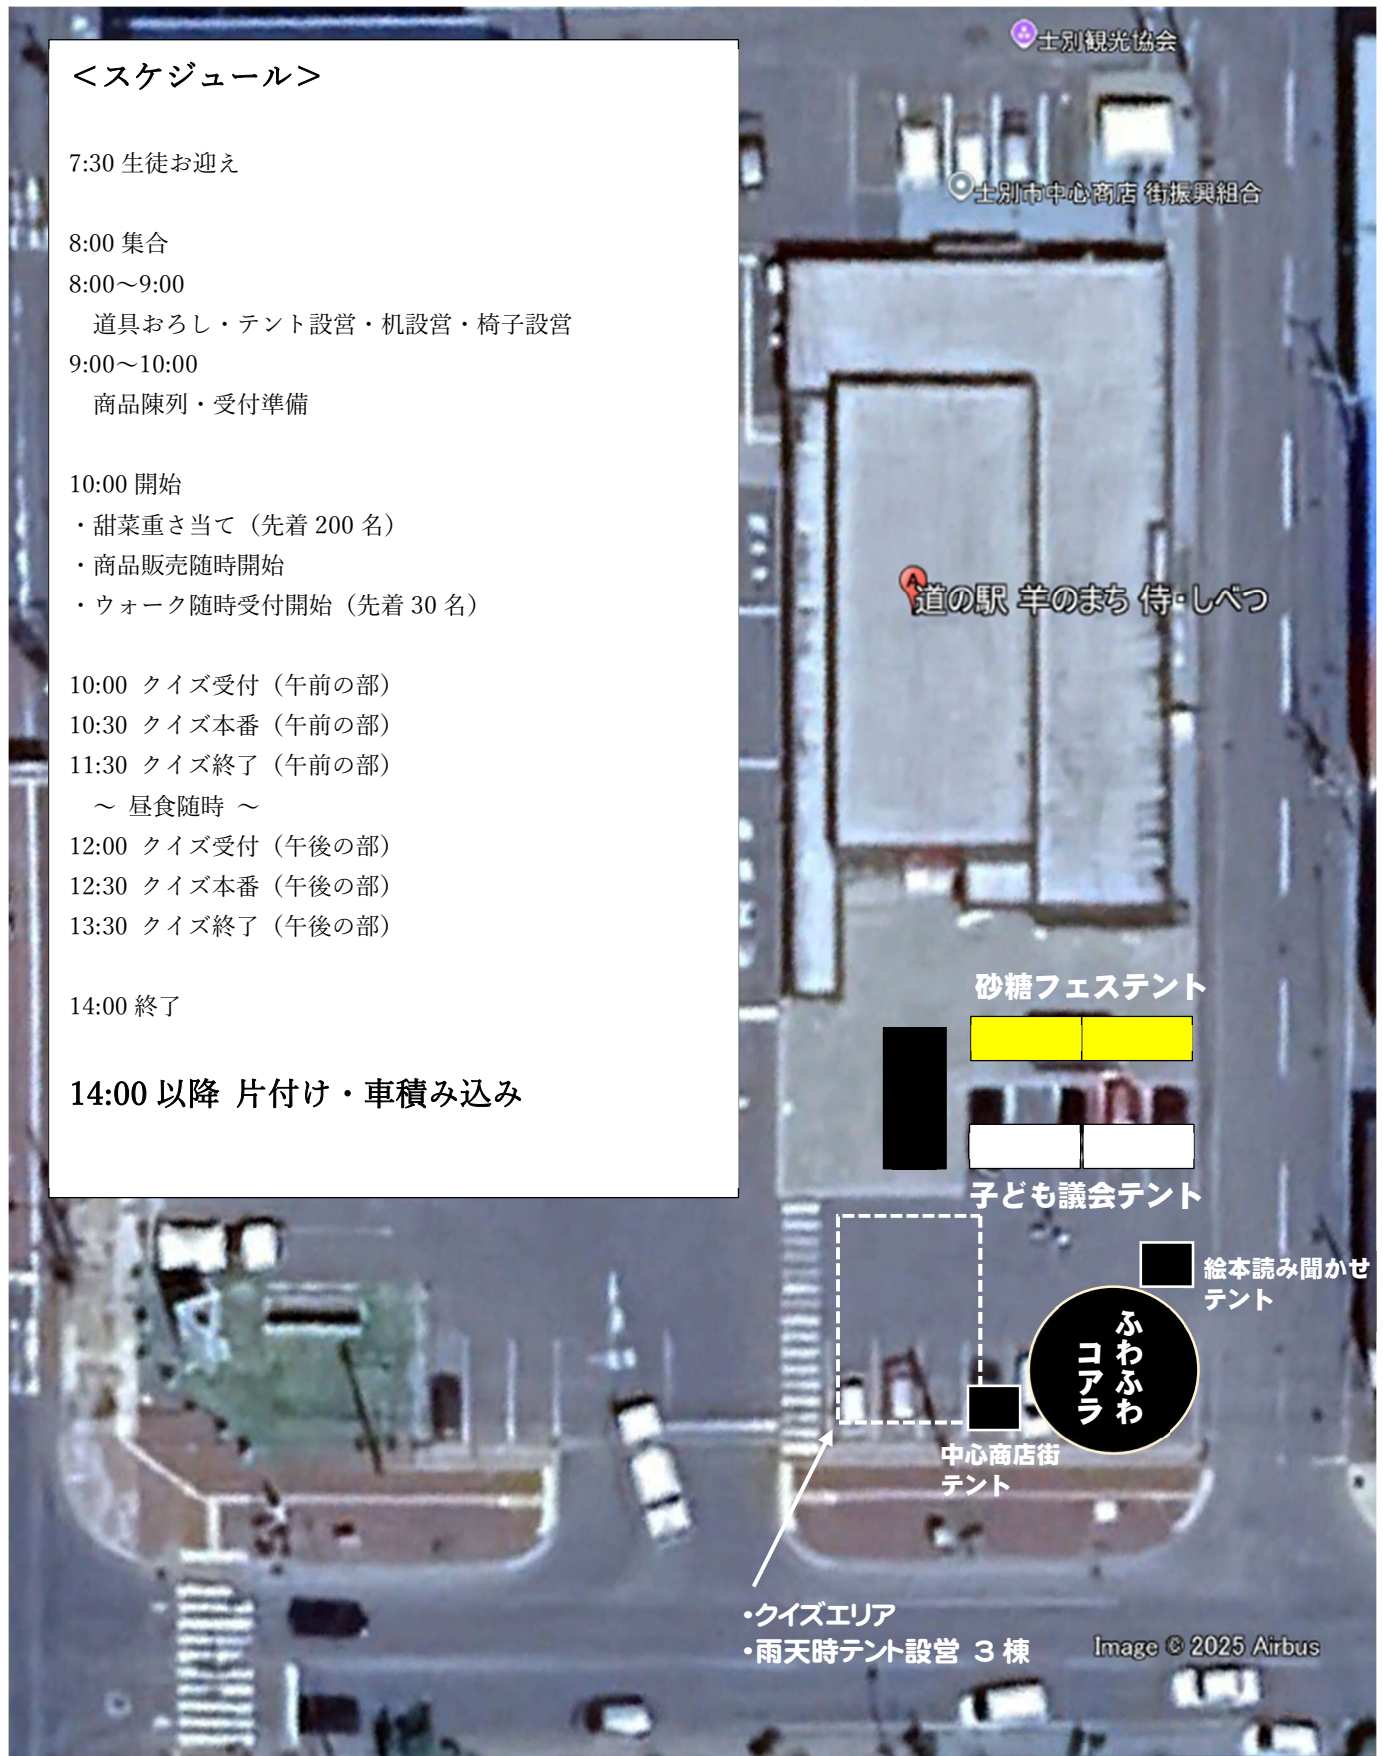 ＜スケジュール＞
7:30 生徒お迎え
8:00 集合
8:00～9:00
道具おろし・テント設営・机設営・椅子設営
9:00～10:00
商品陳列・受付準備
10:00 開始
・甜菜重さ当て（先着 200 名）
・商品販売随時開始
・ウォーク随時受付開始（先着 30 名）
10:00 クイズ受付（午前の部）
10:30 クイズ本番（午前の部）
11:30 クイズ終了（午前の部）
～ 昼食随時 ～
12:00 クイズ受付（午後の部）
12:30 クイズ本番（午後の部）
13:30 クイズ終了（午後の部）
14:00 終了
14:00 以降 片付け・車積み込み
士別観光協会
士別市中心商店 街振興組合
A
道の駅 羊のまち 侍・しべつ
砂糖フェステント
子ども議会テント
絵本読み聞かせ
テント
ふわふわ
コアラ
中心商店街
テント
・クイズエリア
・雨天時テント設営 ３棟
Image © 2025 Airbus